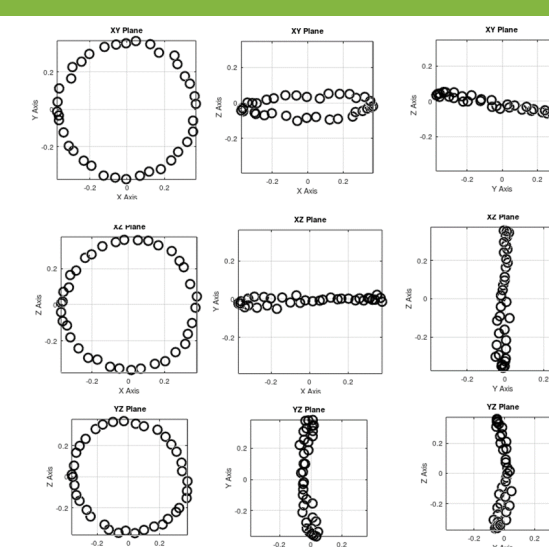 XY Plane XY Plane XY Plane
0.2 0.2 0.2
Y Axis Z Axis Z Axis
0 0 0
-0.2 -0.2 -0.2
-0.2 0 0.2 -0.2 0 0.2 -0.2 0 0.2
X Axis X Axis Y Axis
XZ Plane XZ Plane XZ Plane
0.2 0.2 0.2
Z Axis Y Axis Z Axis
0 0 0
-0.2 -0.2 -0.2
-0.2 0 0.2 -0.2 0 0.2 -0.2 0 0.2
X Axis X Axis Y Axis
YZ Plane YZ Plane YZ Plane
0.2 0.2 0.2
Z Axis Y Axis Z Axis
0 0 0
-0.2 -0.2 -0.2
-0.2 0 0.2 -0.2 0 0.2 -0.2 0 0.2
X Axis